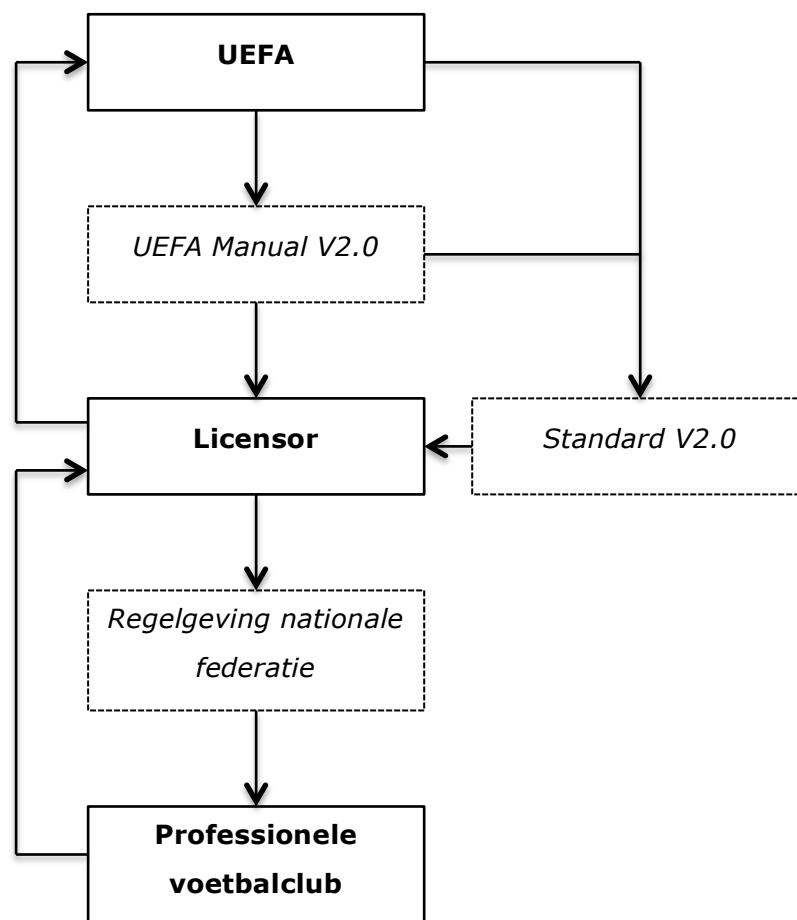 UEFA
UEFA Manual V2.0
Licensor
Standard V2.0
Regelgeving nationale
federatie
Professionele
voetbalclub